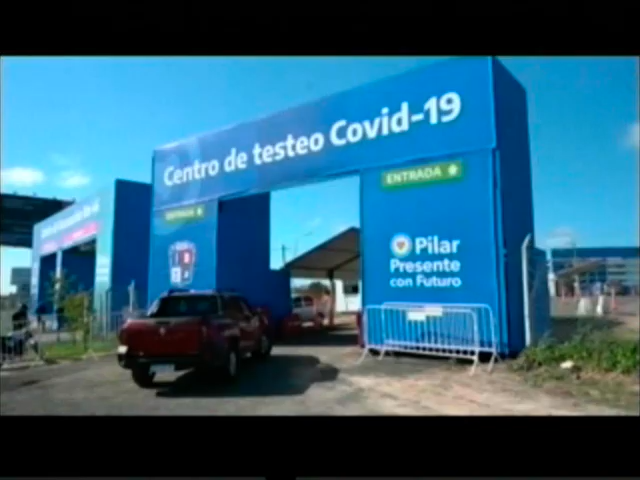 Centro de testeo Covid-19
ENTRADA
ENTRADA
Pilar
Presente
con Futuro